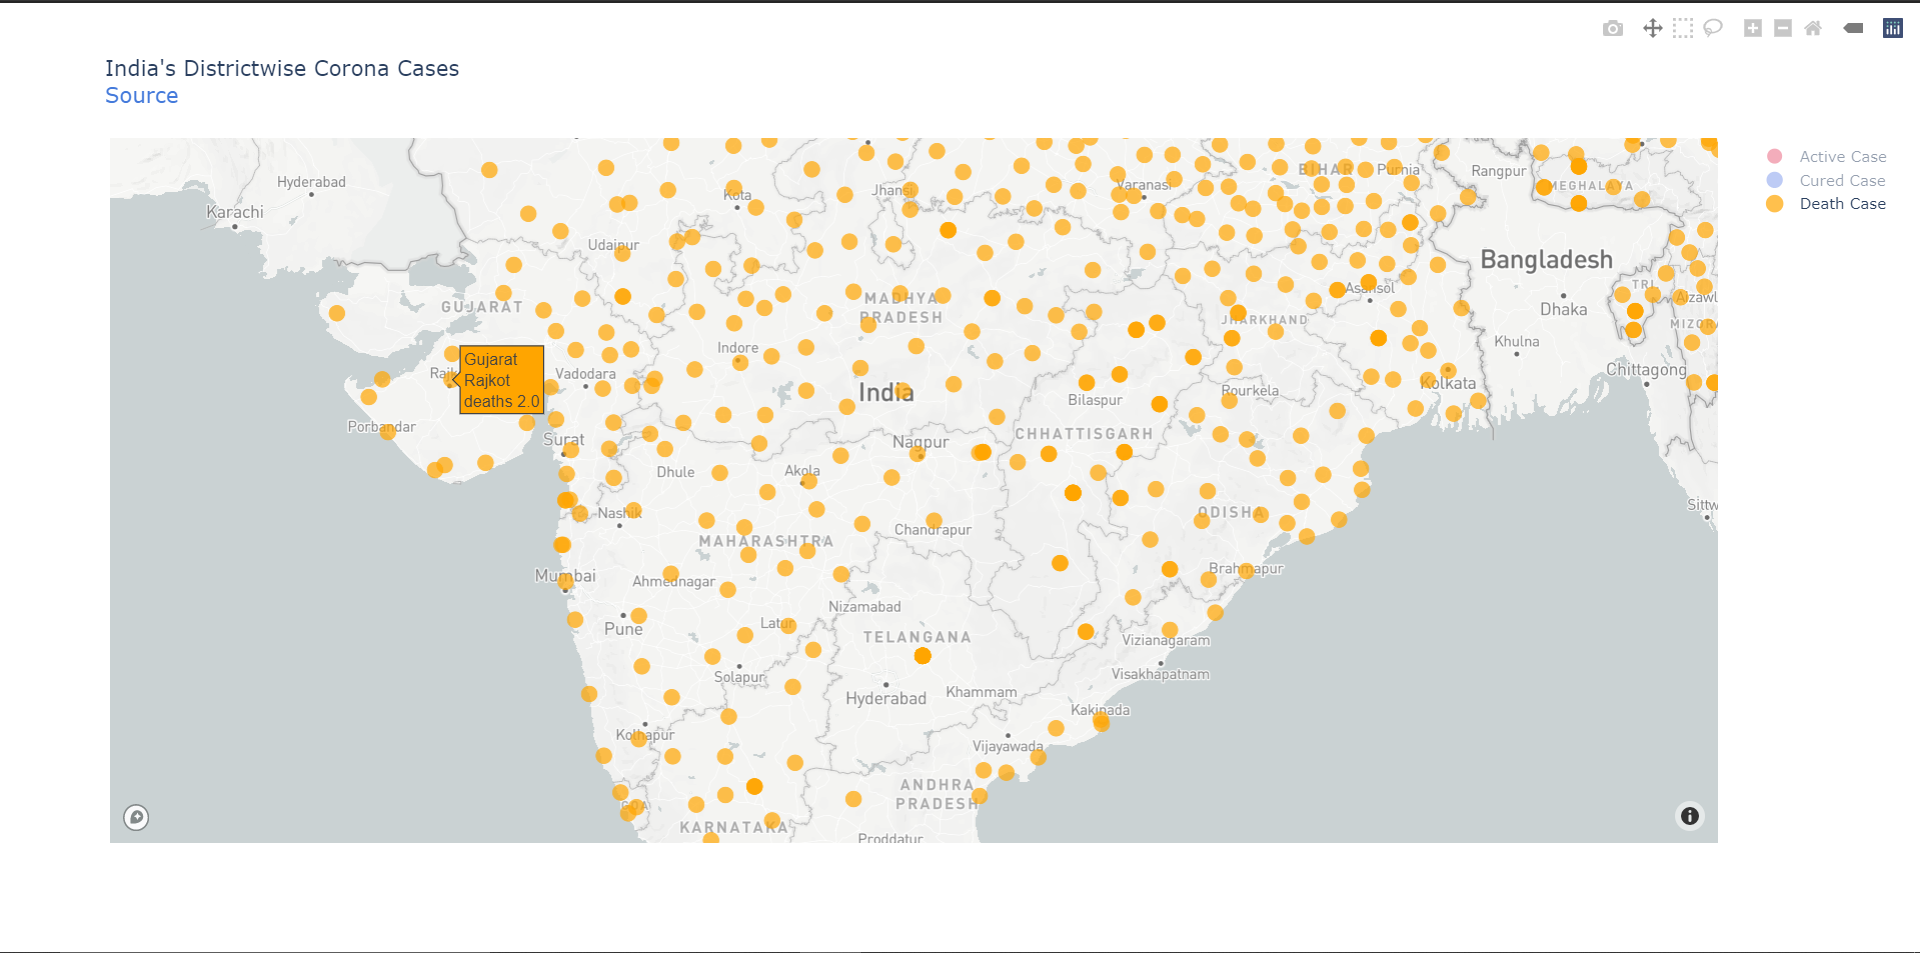 India's Districtwise Corona Cases
Source
Active Case
Cured Case
Death Case
Hyderabad
Karachi
Kota
Jhansi
Varanasi
BIHAR
Purnia
Rangpur
MEGHALAYA
Udaipur
Bangladesh
GUJARAT
MADHYA
PRADESH
Asansol
Dhaka
TRI
Aizawl
JHARKHAND
MIZOR
Khulna
Indore
Gujarat
Rajkot
deaths 2.0
Vadodara
India
Bilaspur
Rourkela
Kolkata
Chittagong
Porbandar
Surat
Nagpur
CHHATTISGARH
Dhule
Akola
Nashik
Chandrapur
ODISHA
Sittw
MAHARASHTRA
Mumbai
Ahmednagar
Brahmapur
Nizamabad
Pune
Latur
TELANGANA
Vizianagaram
Solapur
Visakhapatnam
Hyderabad
Khammam
Kakinada
Kolhapur
Vijayawada
ANDHRA
PRADESH
GOA
KARNATAKA
Proddatur